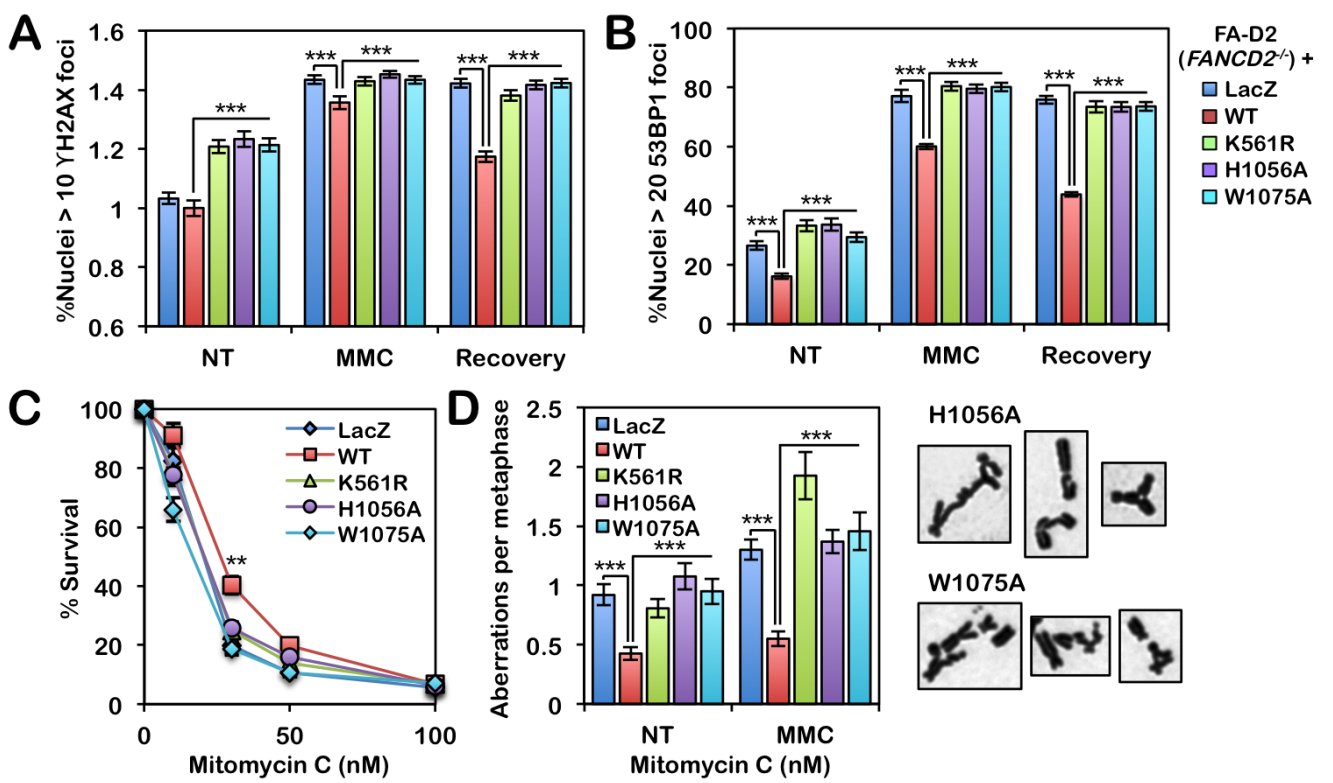 A
%Nuclei > 10 ϒH2AX foci
1.6
1.4
1.2
1
0.8
0.6
***
***
***
***
***
NT
MMC
Recovery
B
%Nuclei > 20 53BP1 foci
100
80
60
40
20
0
***
***
***
***
***
***
NT
MMC
Recovery
FA-D2
(FANCD2-/-) +
LacZ
WT
K561R
H1056A
W1075A
C
% Survival
100
80
60
40
20
0
**
LacZ
WT
K561R
H1056A
W1075A
0
50
100
Mitomycin C (nM)
D
Aberrations per metaphase
2.5
2
1.5
1
0.5
0
LacZ
WT
K561R
H1056A
W1075A
***
***
***
***
NT
MMC
Mitomycin C (nM)
H1056A
W1075A